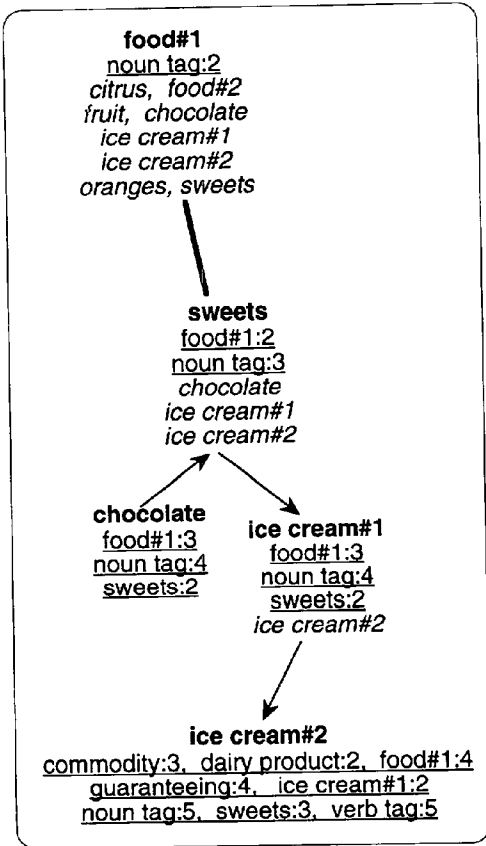 food#1
noun tag:2
citrus, food#2
fruit, chocolate
ice cream#1
ice cream#2
oranges, sweets
sweets
food#1:2
noun tag:3
chocolate
ice cream#1
ice cream#2
chocolate
food#1:3
noun tag:4
sweets:2
ice cream#1
food#1:3
noun tag:4
sweets:2
ice cream#2
ice cream#2
commodity:3, dairy product:2, food#1:4
guaranteeing:4, ice cream#1:2
noun tag:5, sweets:3, verb tag:5